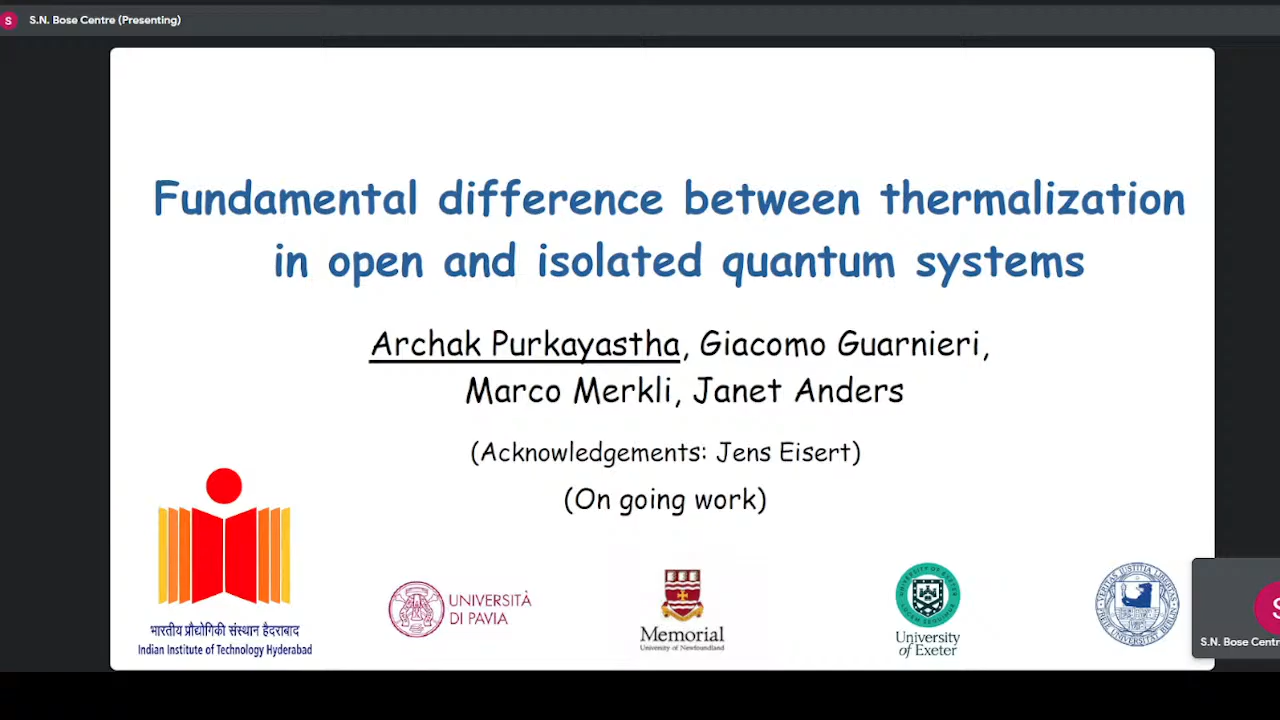 S
S.N. Bose Centre (Presenting)
Fundamental difference between thermalization
in open and isolated quantum systems
Archak Purkayastha, Giacomo Guarnieri,
Marco Merkli, Janet Anders
(Acknowledgements: Jens Eisert)
(On going work)
भारतीय प्रौद्योगिकी संस्थान हैदराबाद
Indian Institute of Technology Hyderabad
UNIVERSITÀ
DI PAVIA
Memorial
University of Newfoundland
University
of Exeter
S
S.N. Bose Centr